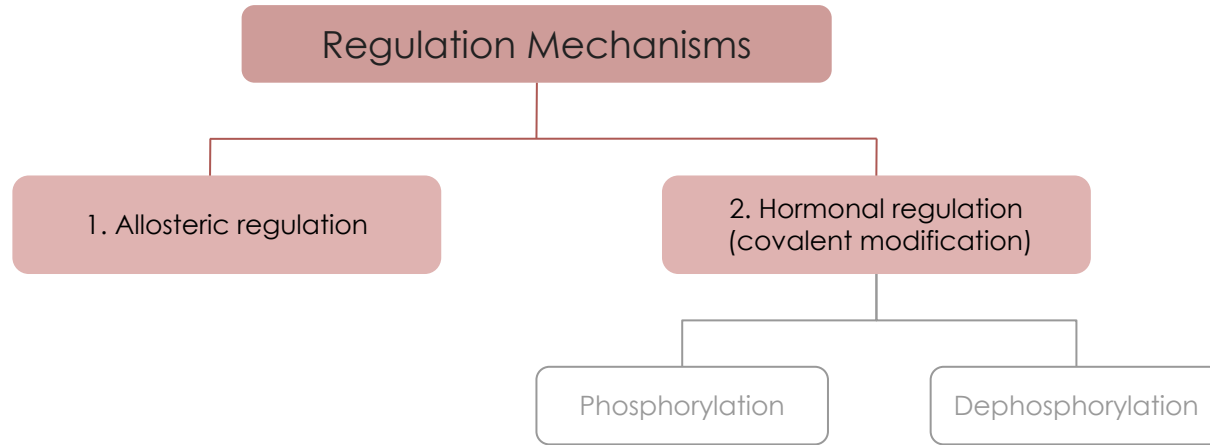 Regulation Mechanisms
1. Allosteric regulation
2. Hormonal regulation
(covalent modification)
Phosphorylation
Dephosphorylation